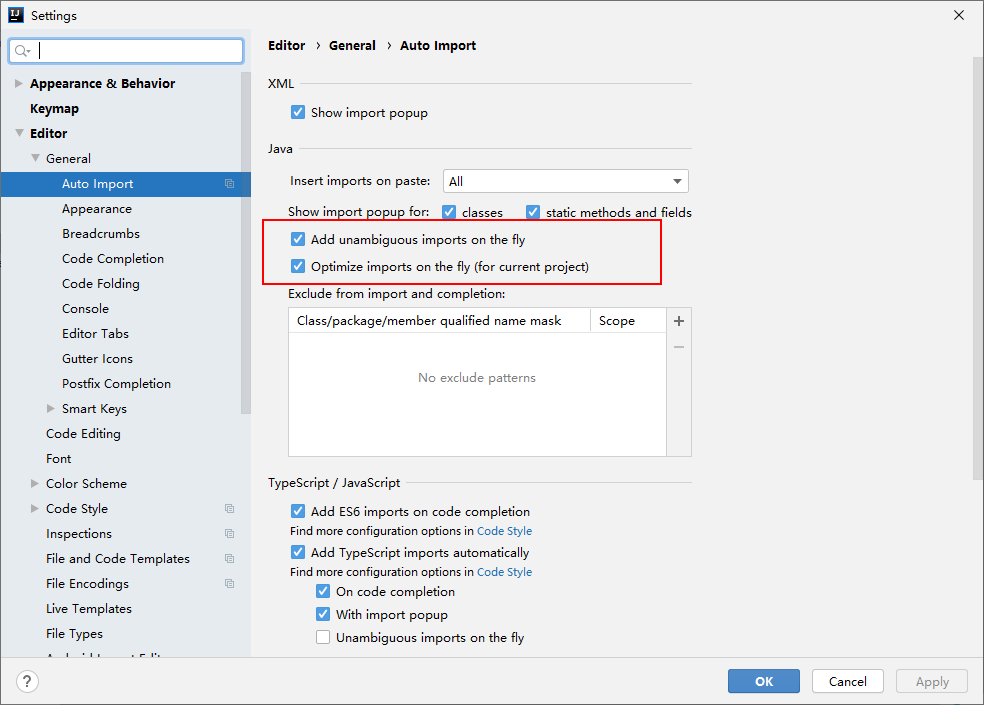 Settings
Editor › General › Auto Import
Appearance & Behavior
Keymap
Editor
General
Auto Import
Appearance
Breadcrumbs
Code Completion
Code Folding
Console
Editor Tabs
Gutter Icons
Postfix Completion
Smart Keys
Code Editing
Font
Color Scheme
Code Style
Inspections
File and Code Templates
File Encodings
Live Templates
File Types
XML
Show import popup
Java
Insert imports on paste: All
Show import popup for: classes static methods and fields
Add unambiguous imports on the fly
Optimize imports on the fly (for current project)
Exclude from import and completion:
Class/package/member qualified name mask Scope
No exclude patterns
TypeScript / JavaScript
Add ES6 imports on code completion
Find more configuration options in Code Style
Add TypeScript imports automatically
Find more configuration options in Code Style
On code completion
With import popup
Unambiguous imports on the fly
? OK Cancel Apply